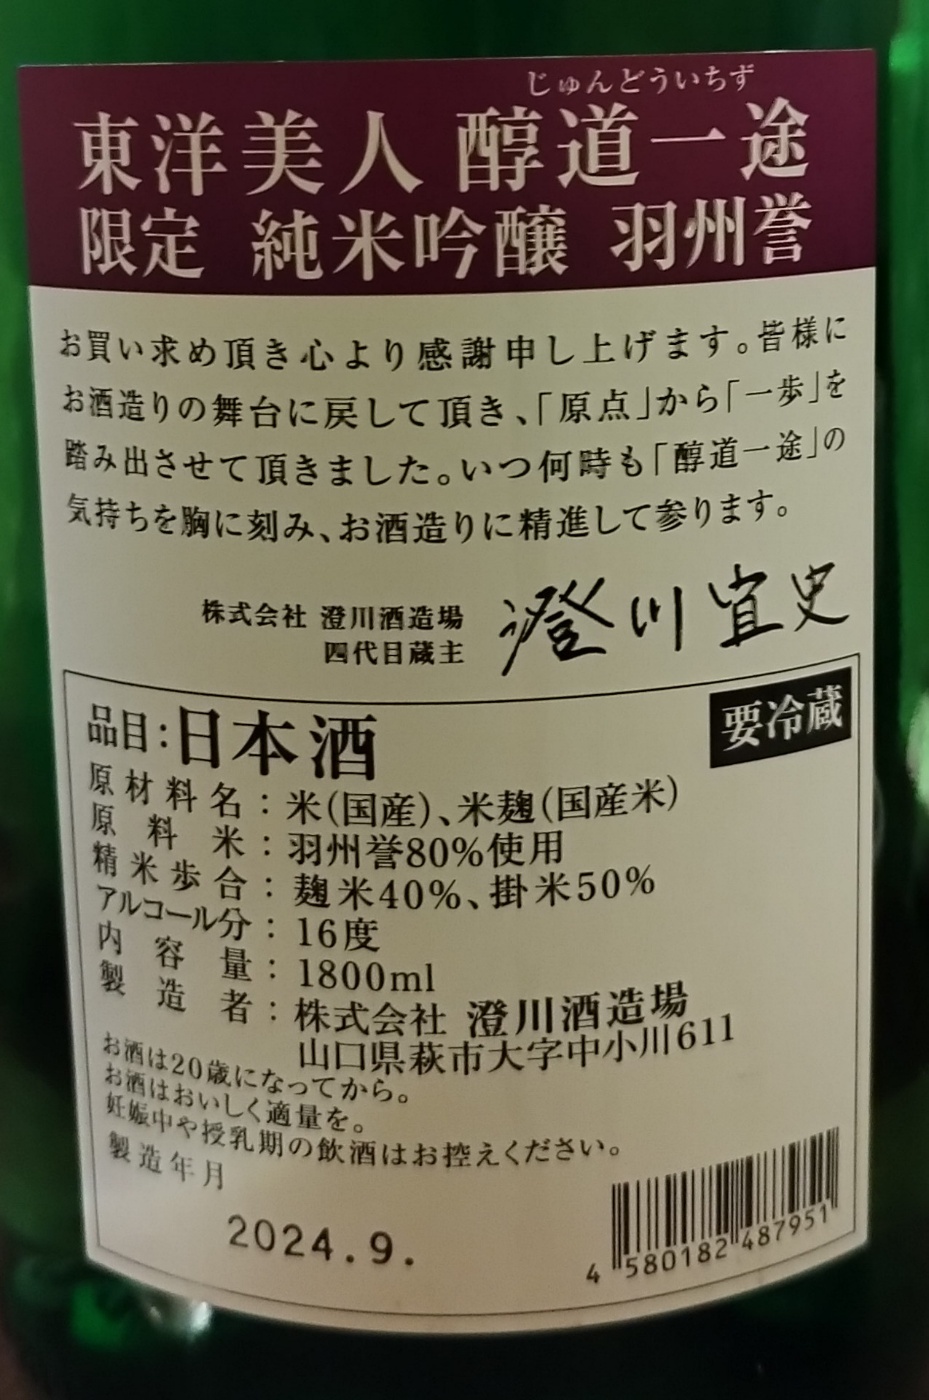 じゅんどういちず
東洋美人 醇道一途
限定 純米吟醸 羽州誉
お買い求め頂き心より感謝申し上げます。皆様に
お酒造りの舞台に戻して頂き、「原点」から「一歩」を
踏み出させて頂きました。いつ何時も「醇道一途」の
気持ちを胸に刻み、お酒造りに精進して参ります。
株式会社 澄川酒造場
四代目蔵主
澄川宜史
要冷蔵
品目:日本酒
原材料名:米(国産)、米麹(国産米)
原料米:羽州誉80%使用
精米歩合:麹米40%、掛米50%
アルコール分:16度
内容量:1800ml
製造者:株式会社 澄川酒造場
山口県萩市大字中小川611
お酒は20歳になってから。
お酒はおいしく適量を。
妊娠中や授乳期の飲酒はお控えください。
製造年月
2024.9.
4 580182 487951